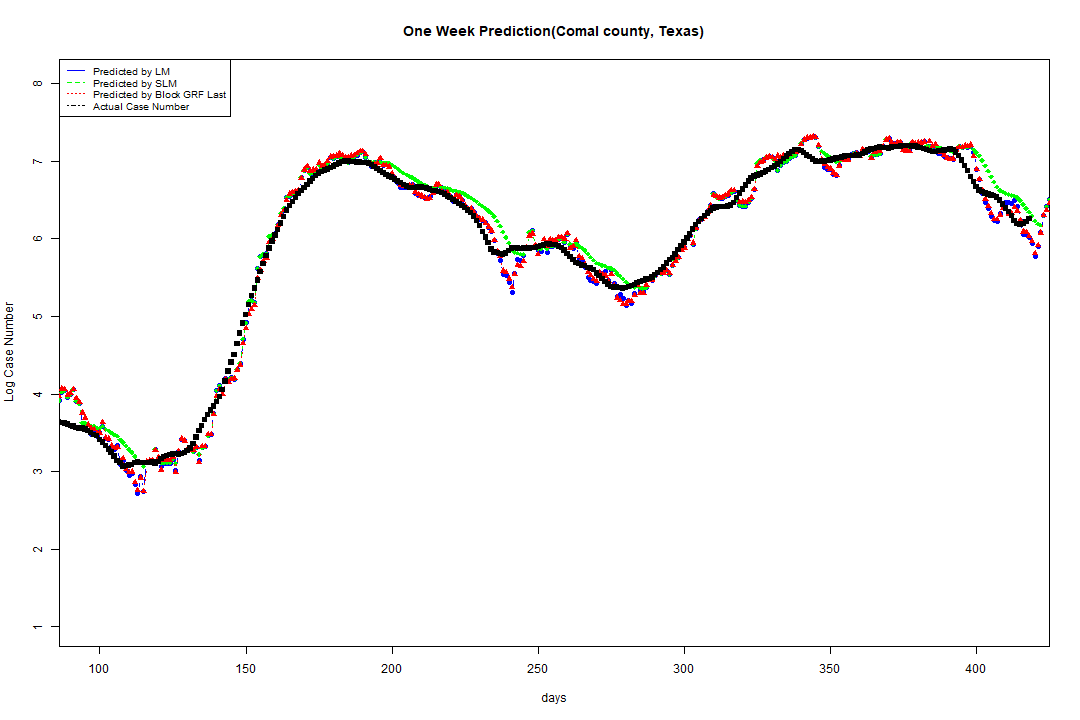 One Week Prediction(Comal county, Texas)
Predicted by LM
Predicted by SLM
Predicted by Block GRF Last
Actual Case Number
8
7
6
5
4
3
2
1
Log Case Number
100 150 200 250 300 350 400
days